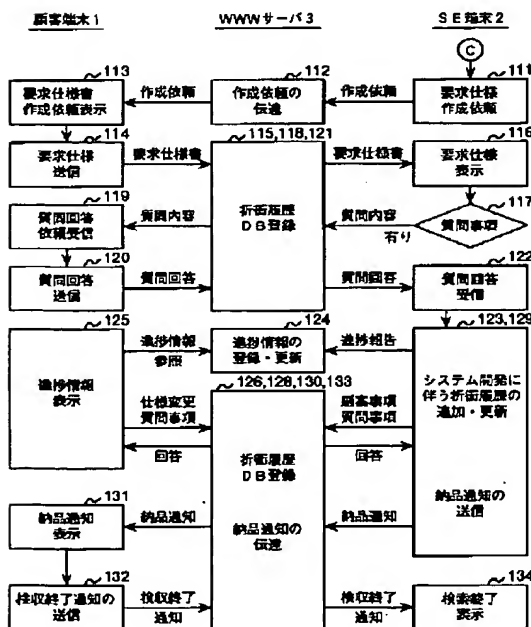 顧客端末1
WWWサーバ3
SE端末2
C
113
112
111
要求仕様書
作成依頼表示
作成依頼
作成依頼の
伝達
作成依頼
要求仕様
作成依頼
114
115,118,121
116
要求仕様
送信
要求仕様書
折衝履歴
DB登録
要求仕様書
要求仕様
表示
119
117
質問回答
依頼受信
質問内容
質問内容
有り
質問事項
120
122
質問回答
送信
質問回答
質問回答
質問回答
受信
125
124
123,129
進捗情報
表示
進捗情報
参照
進捗情報の
登録・更新
進捗報告
システム開発に
伴う折衝履歴の
追加・更新
126,128,130,133
仕様変更
質問事項
回答
折衝履歴
DB登録
顧客事項
質問事項
回答
131
納品通知
表示
納品通知
納品通知の
伝達
納品通知
納品通知の
送信
132
134
検収終了通知の
送信
検収終了
通知
検収終了
通知
検索終了
表示